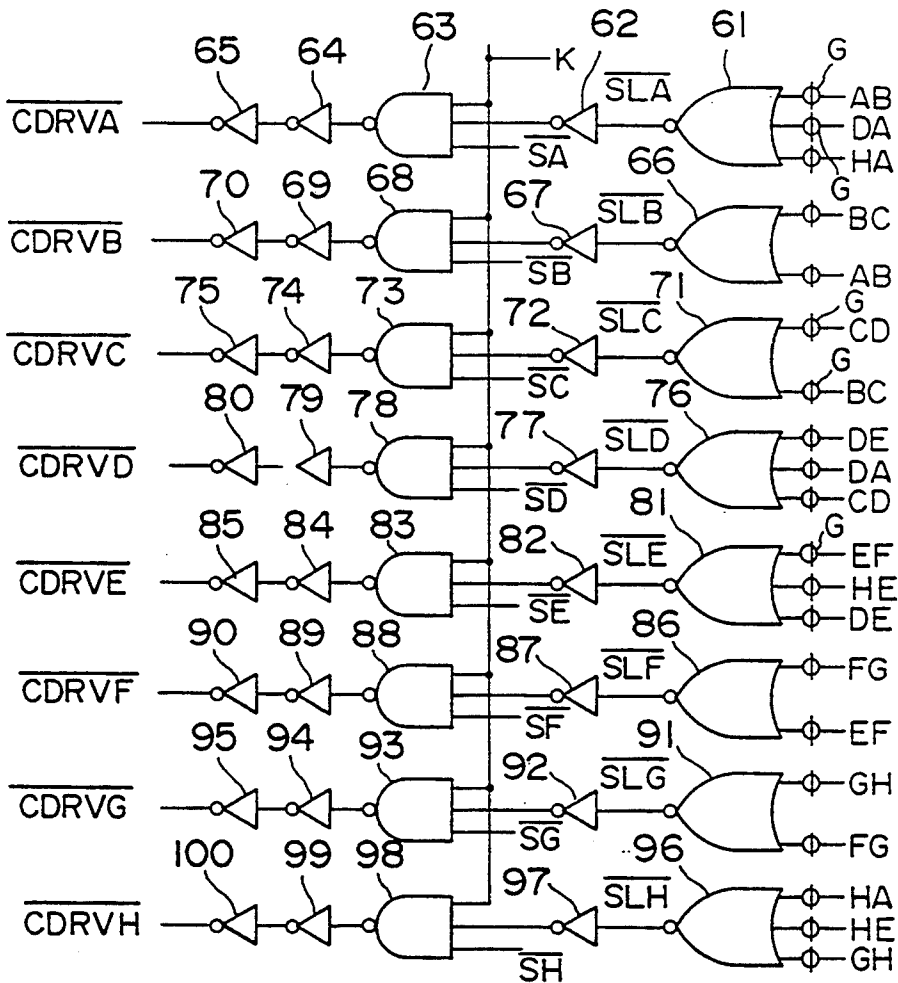 65 64 63 K 62 61 G
CDRVA SA SLA AB
DA
HA
G
70 69 68 67 66
CDRVB SB SLB BC
AB
75 74 73 72 71 G
CDRVC SC SLC CD
G
BC
80 79 78 77 76
CDRVD SD SLD DE
DA
CD
85 84 83 82 81 G
CDRVE SE SLE EF
HE
DE
90 89 88 87 86
CDRVF SF SLF FG
EF
95 94 93 92 91
CDRVG SG SLG GH
FG
100 99 98 97 96
CDRVH SH SLH HA
HE
GH